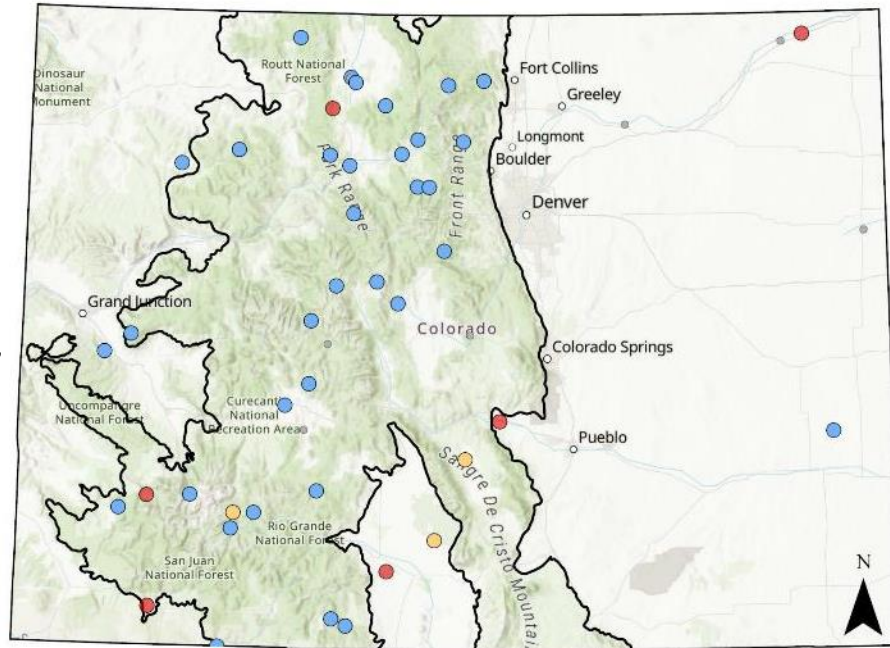 Dinosaur
National
Monument
Routt National
Forest
Fort Collins
Greeley
Longmont
Boulder
Park Range
Front Range
Denver
Grand Junction
Colorado
Colorado Springs
Uncompahgre
National Forest
Curecanti
National
Recreation Area
Pueblo
Sangre De Cristo Mountai
Rio Grande
National Forest
San Juan
National Forest
N